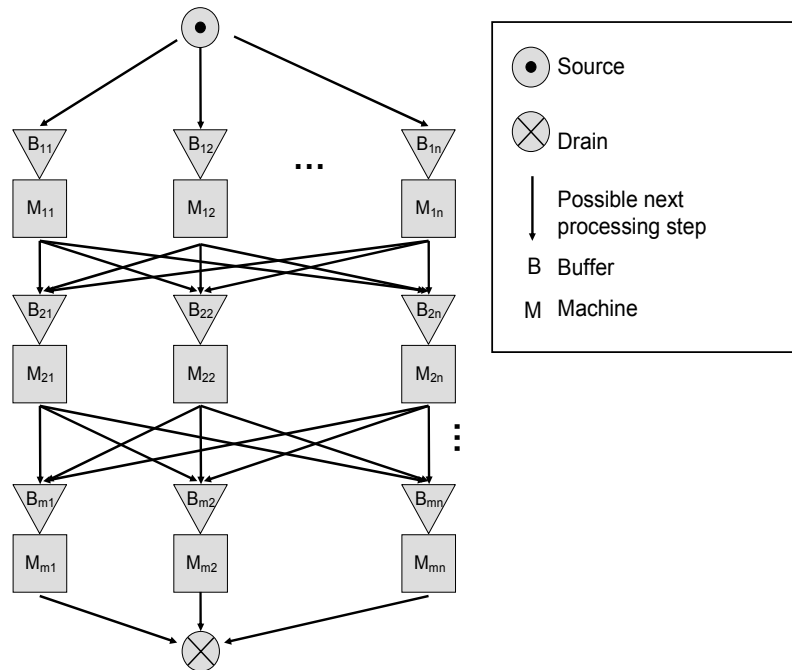 Source
Drain
Possible next
processing step
B Buffer
M Machine
B11 B12 ... B1n
M11 M12 M1n
B21 B22 B2n
M21 M22 M2n
⋮
Bm1 Bm2 Bmn
Mm1 Mm2 Mmn